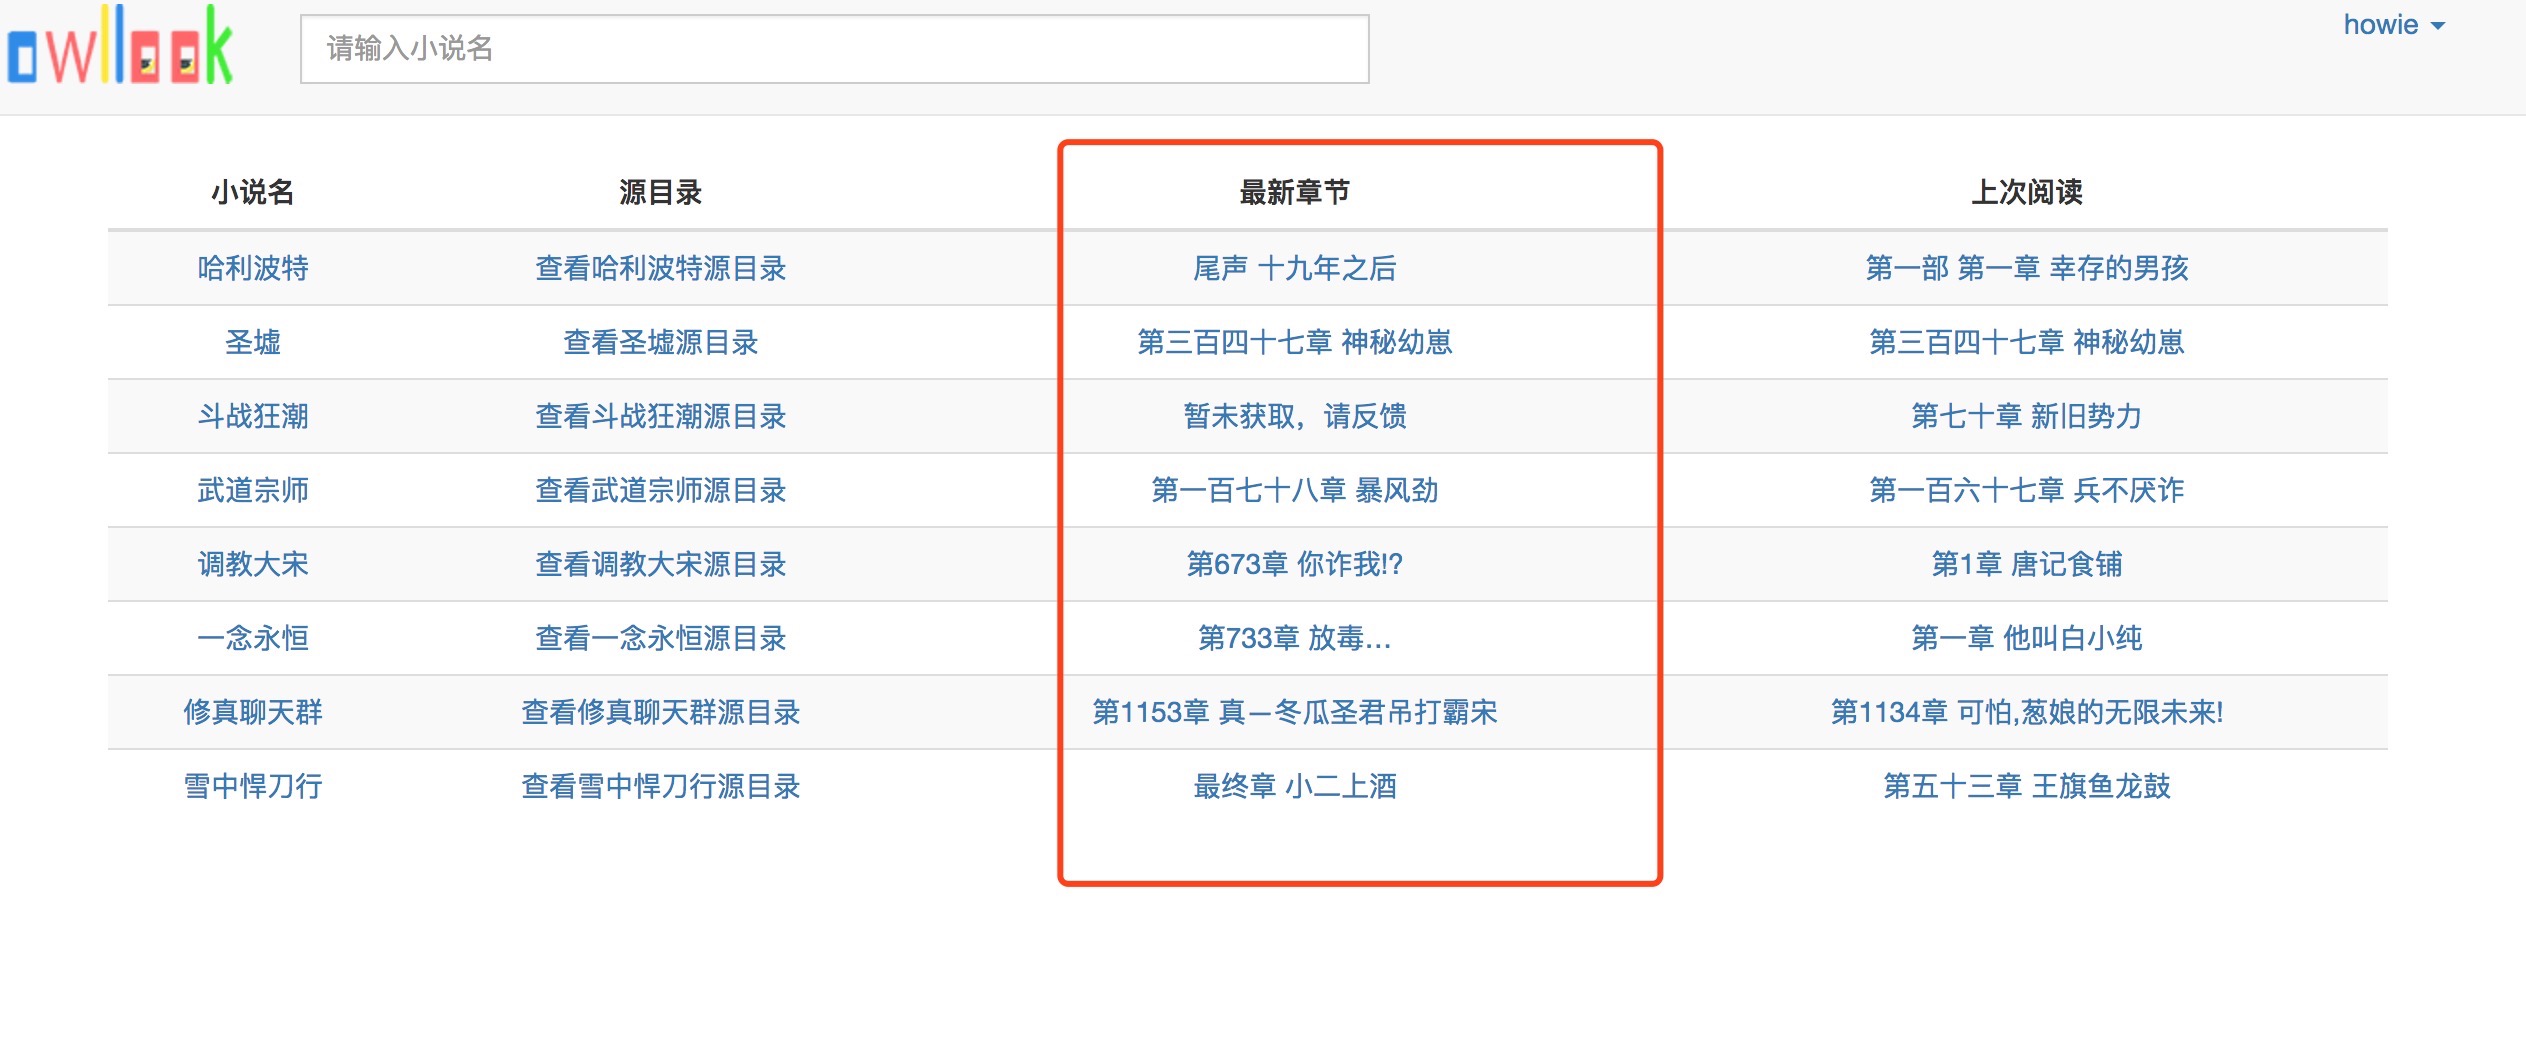 owllook
请输入小说名
howie
小说名 源目录 最新章节 上次阅读
哈利波特 查看哈利波特源目录 尾声 十九年之后 第一部 第一章 幸存的男孩
圣墟 查看圣墟源目录 第三百四十七章 神秘幼崽 第三百四十七章 神秘幼崽
斗战狂潮 查看斗战狂潮源目录 暂未获取，请反馈 第七十章 新旧势力
武道宗师 查看武道宗师源目录 第一百七十八章 暴风劲 第一百六十七章 兵不厌诈
调教大宋 查看调教大宋源目录 第673章 你诈我!? 第1章 唐记食铺
一念永恒 查看一念永恒源目录 第733章 放毒... 第一章 他叫白小纯
修真聊天群 查看修真聊天群源目录 第1153章 真—冬瓜圣君吊打霸宋 第1134章 可怕,葱娘的无限未来!
雪中悍刀行 查看雪中悍刀行源目录 最终章 小二上酒 第五十三章 王旗鱼龙鼓